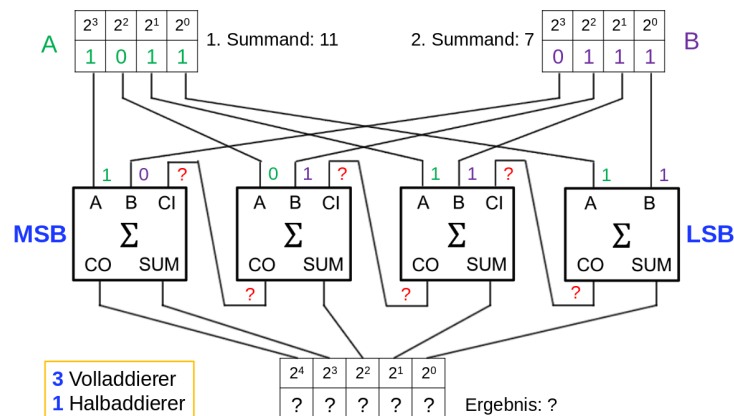 2³ 2² 2¹ 2⁰ 2³ 2² 2¹ 2⁰
A 1 0 1 1 1. Summand: 11 2. Summand: 7 0 1 1 1 B
1 0 ? 0 1 ? 1 1 ? 1 1
A B CI A B CI A B CI A B
MSB Σ Σ Σ Σ LSB
CO SUM CO SUM CO SUM CO SUM
? ? ?
2⁴ 2³ 2² 2¹ 2⁰
? ? ? ? ? Ergebnis: ?
3 Volladdierer
1 Halbaddierer